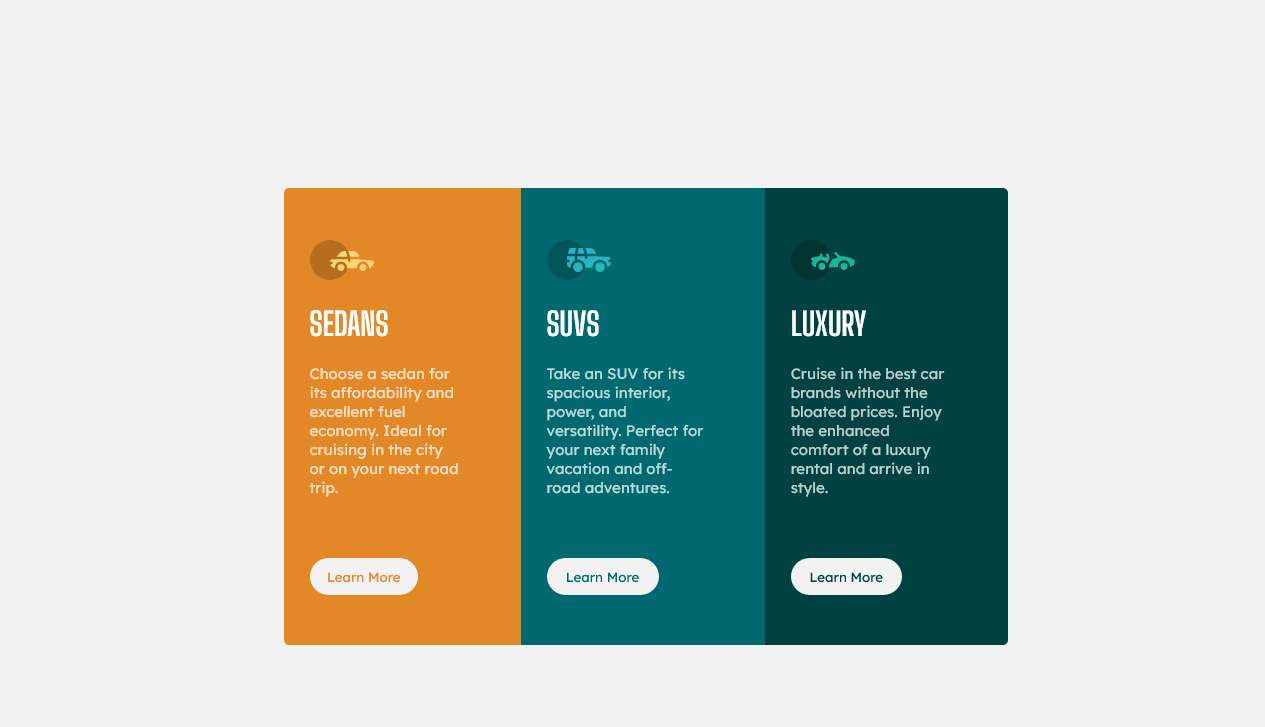 SEDANS
Choose a sedan for
its affordability and
excellent fuel
economy. Ideal for
cruising in the city
or on your next road
trip.
Learn More
SUVS
Take an SUV for its
spacious interior,
power, and
versatility. Perfect for
your next family
vacation and off-
road adventures.
Learn More
LUXURY
Cruise in the best car
brands without the
bloated prices. Enjoy
the enhanced
comfort of a luxury
rental and arrive in
style.
Learn More